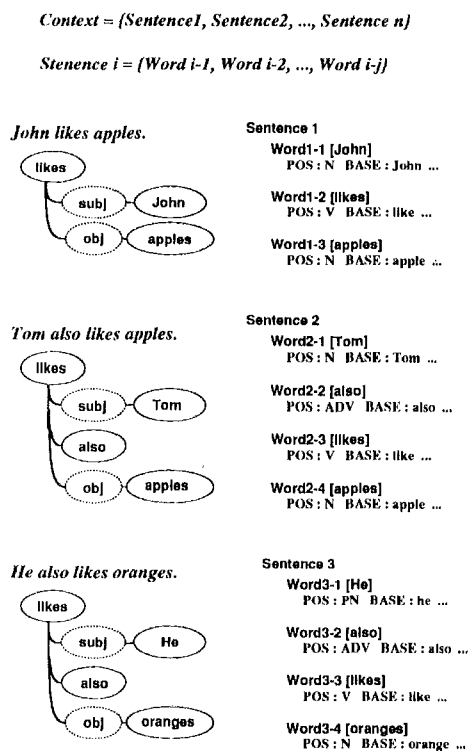 Context = {Sentence1, Sentence2, ..., Sentence n}
Stenence i = {Word i-1, Word i-2, ..., Word i-j}
John likes apples.
likes
subj
John
obj
apples
Sentence 1
Word1-1 [John]
POS : N BASE : John ...
Word1-2 [likes]
POS : V BASE : like ...
Word1-3 [apples]
POS : N BASE : apple ...
Tom also likes apples.
likes
subj
Tom
also
obj
apples
Sentence 2
Word2-1 [Tom]
POS : N BASE : Tom ...
Word2-2 [also]
POS : ADV BASE : also ...
Word2-3 [likes]
POS : V BASE : like ...
Word2-4 [apples]
POS : N BASE : apple ...
He also likes oranges.
likes
subj
He
also
obj
oranges
Sentence 3
Word3-1 [He]
POS : PN BASE : he ...
Word3-2 [also]
POS : ADV BASE : also ...
Word3-3 [likes]
POS : V BASE : like ...
Word3-4 [oranges]
POS : N BASE : orange ...